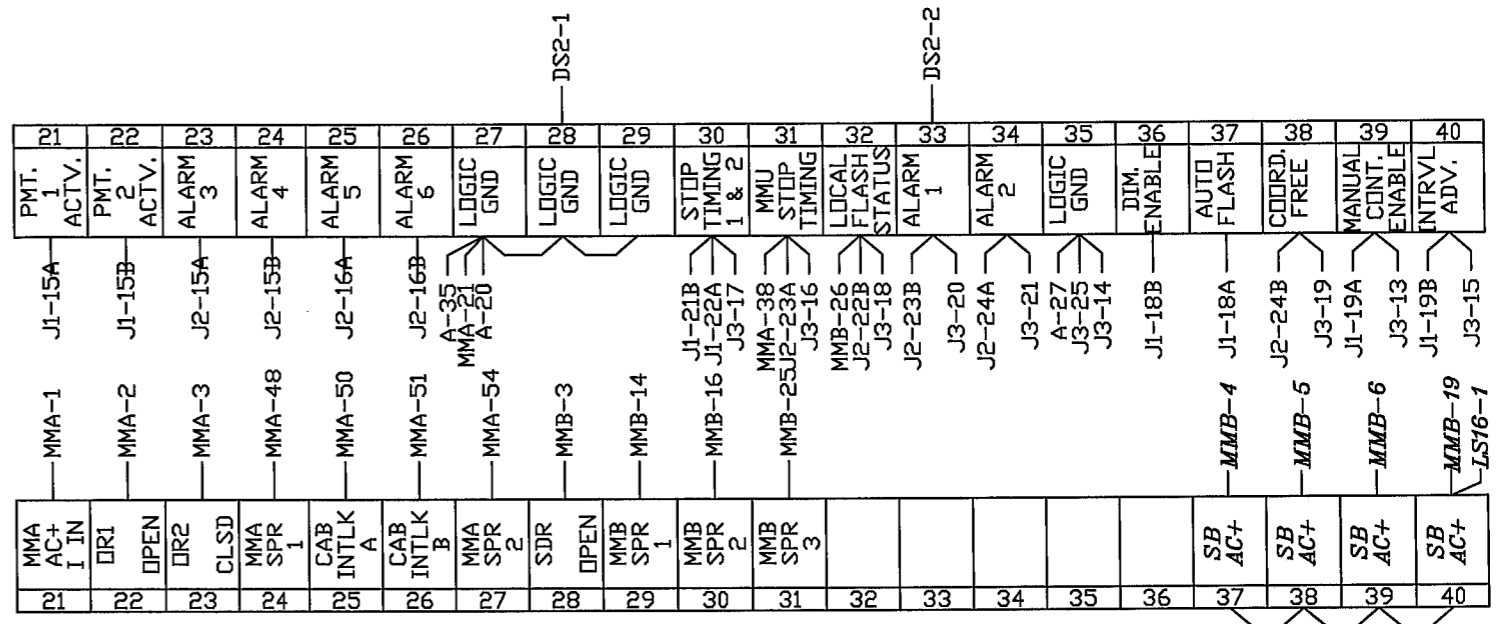 DS2-1
DS2-2
21 22 23 24 25 26 27 28 29 30 31 32 33 34 35 36 37 38 39 40
PMT. 1 ACTV.
PMT. 2 ACTV.
ALARM 3
ALARM 4
ALARM 5
ALARM 6
LOGIC GND
LOGIC GND
LOGIC GND
STOP TIMING 1 & 2
MMU STOP TIMING
LOCAL FLASH STATUS
ALARM 1
ALARM 2
LOGIC GND
DIM. ENABLE
AUTO FLASH
COORD. FREE
MANUAL CONT. ENABLE
INTRVL ADV.
J1-15A
J1-15B
J2-15A
J2-15B
J2-16A
J2-16B
A-35
MMA-21
A-20
J1-21B
J1-22A
J3-17
MMA-38
J2-23A
J3-16
MMB-26
J2-22B
J3-18
J2-23B
J3-20
J2-24A
J3-21
A-27
J3-25
J3-14
J1-18B
J1-18A
J2-24B
J3-19
J1-19A
J3-13
J1-19B
J3-15
MMA-1
MMA-2
MMA-3
MMA-48
MMA-50
MMA-51
MMA-54
MMB-3
MMB-14
MMB-16
MMB-25
MMB-4
MMB-5
MMB-6
MMB-19
LS16-1
MMA AC+ I IN
OR1 OPEN
OR2 CLSD
MMA SPR 1
CAB INTLK A
CAB INTLK B
MMA SPR 2
SDR OPEN
MMB SPR 1
MMB SPR 2
MMB SPR 3
SB AC+
SB AC+
SB AC+
SB AC+
21 22 23 24 25 26 27 28 29 30 31 32 33 34 35 36 37 38 39 40